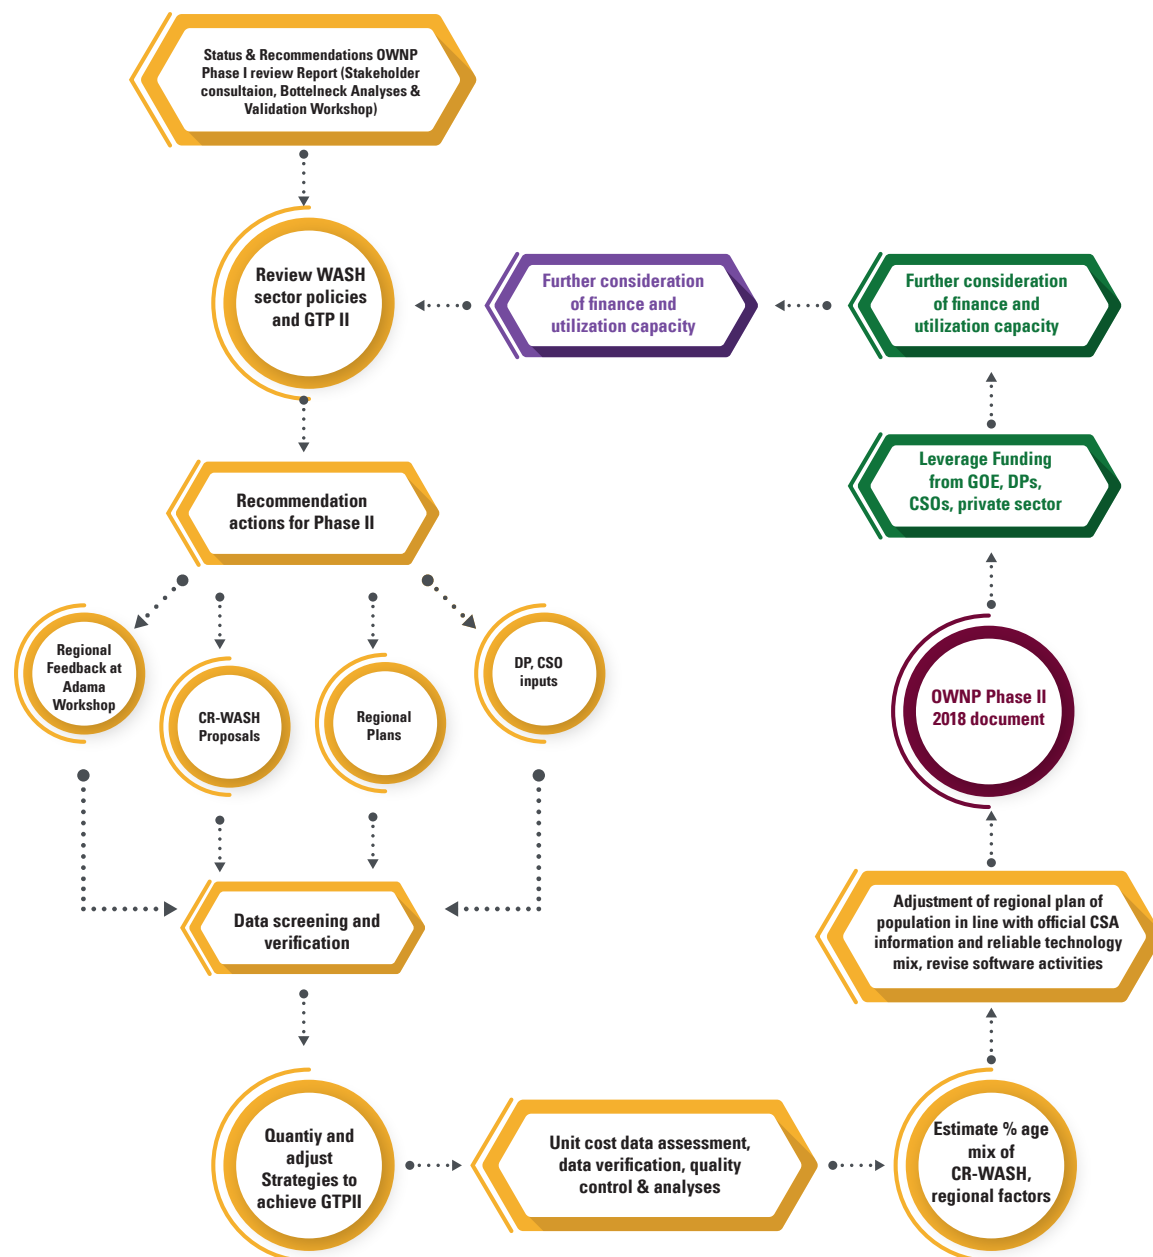 Status & Recommendations OWNP
Phase I review Report (Stakeholder
consultaion, Bottelneck Analyses &
Validation Workshop)
Review WASH
sector policies
and GTP II
Further consideration
of finance and
utilization capacity
Further consideration
of finance and
utilization capacity
Recommendation
actions for Phase II
Leverage Funding
from GOE, DPs,
CSOs, private sector
Regional
Feedback at
Adama
Workshop
CR-WASH
Proposals
Regional
Plans
DP, CSO
inputs
OWNP Phase II
2018 document
Data screening and
verification
Adjustment of regional plan of
population in line with official CSA
information and reliable technology
mix, revise software activities
Quantiy and
adjust
Strategies to
achieve GTPII
Unit cost data assessment,
data verification, quality
control & analyses
Estimate % age
mix of
CR-WASH,
regional factors